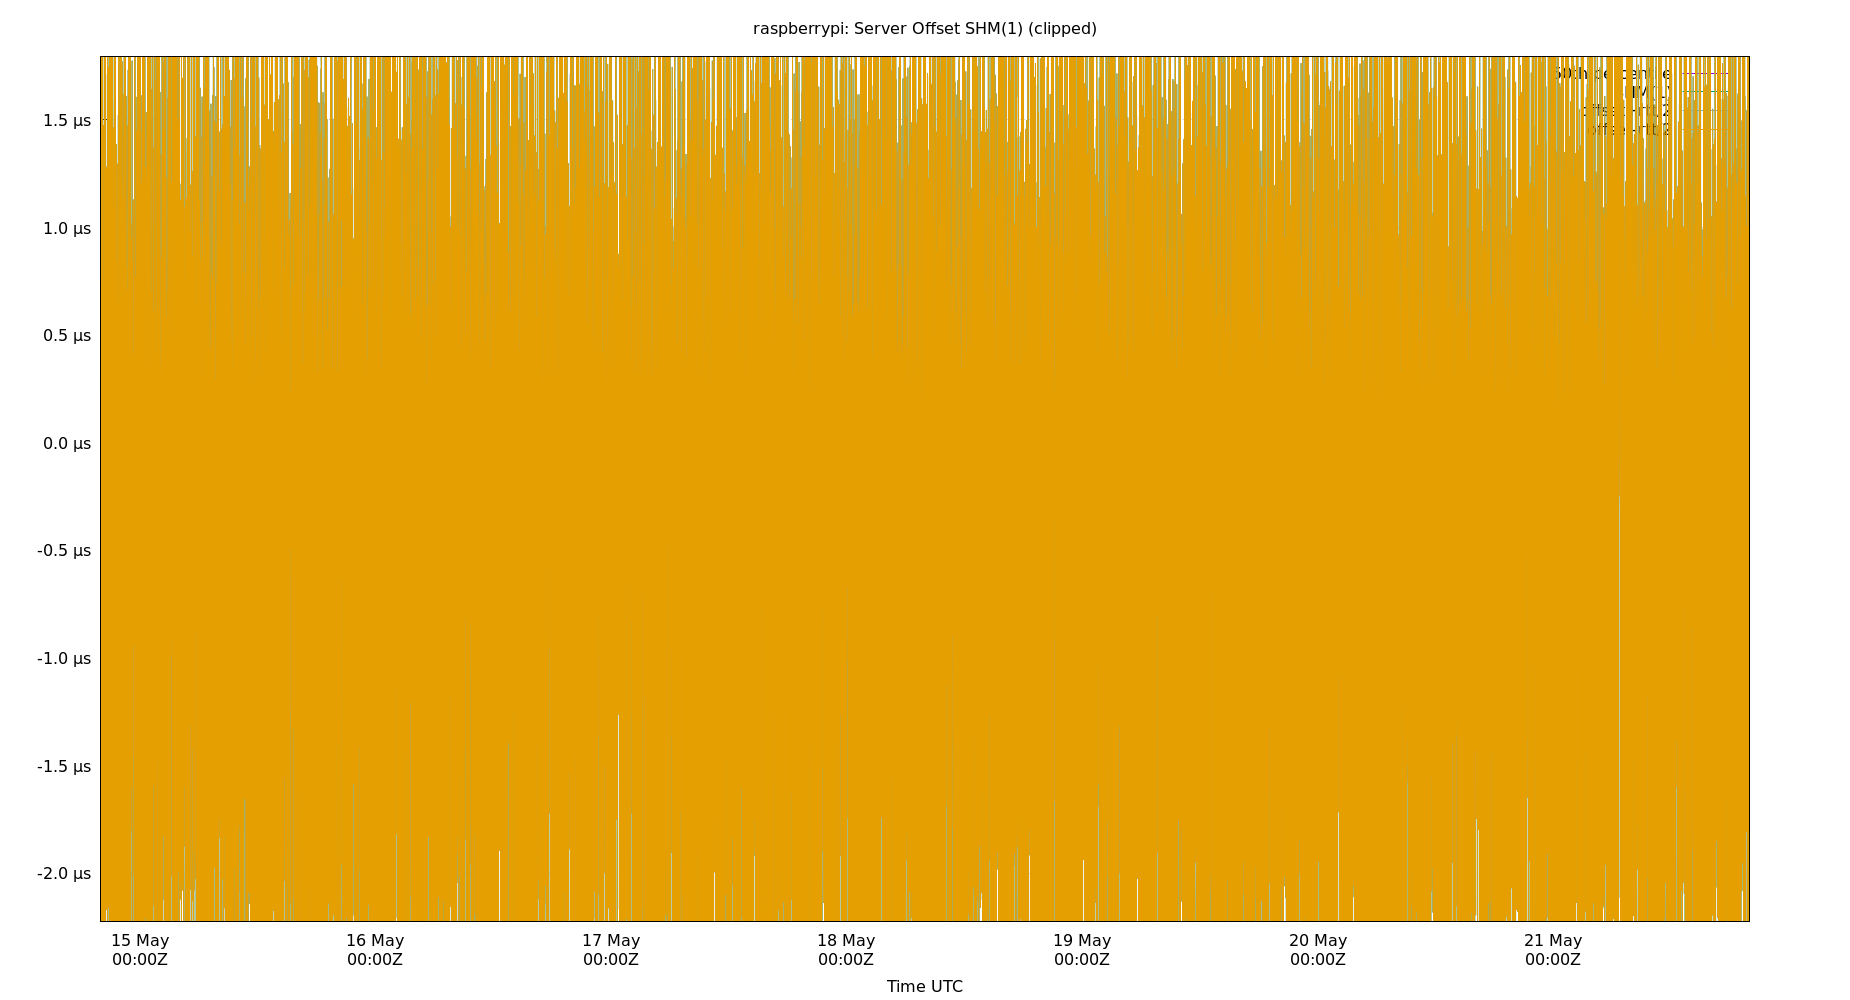 raspberrypi: Server Offset SHM(1) (clipped)
1.5 µs
1.0 µs
0.5 µs
0.0 µs
-0.5 µs
-1.0 µs
-1.5 µs
-2.0 µs
15 May 16 May 17 May 18 May 19 May 20 May 21 May
00:00Z 00:00Z 00:00Z 00:00Z 00:00Z 00:00Z 00:00Z
Time UTC